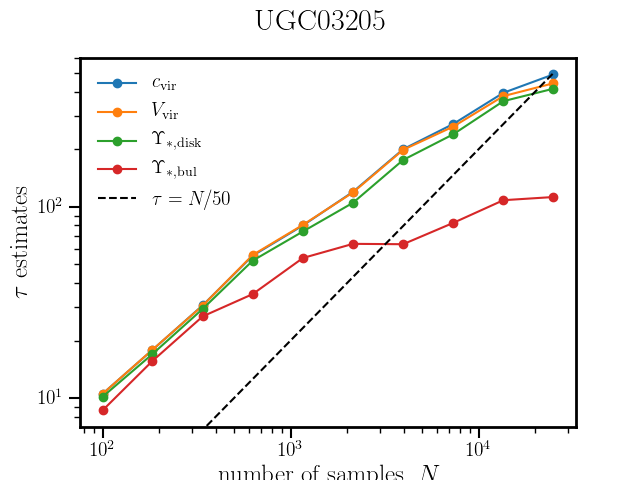 UGC03205
c_vir
V_vir
Υ_*,disk
Υ_*,bul
τ = N/50
τ estimates
10^2
10^1
10^2 10^3 10^4
number of samples, N